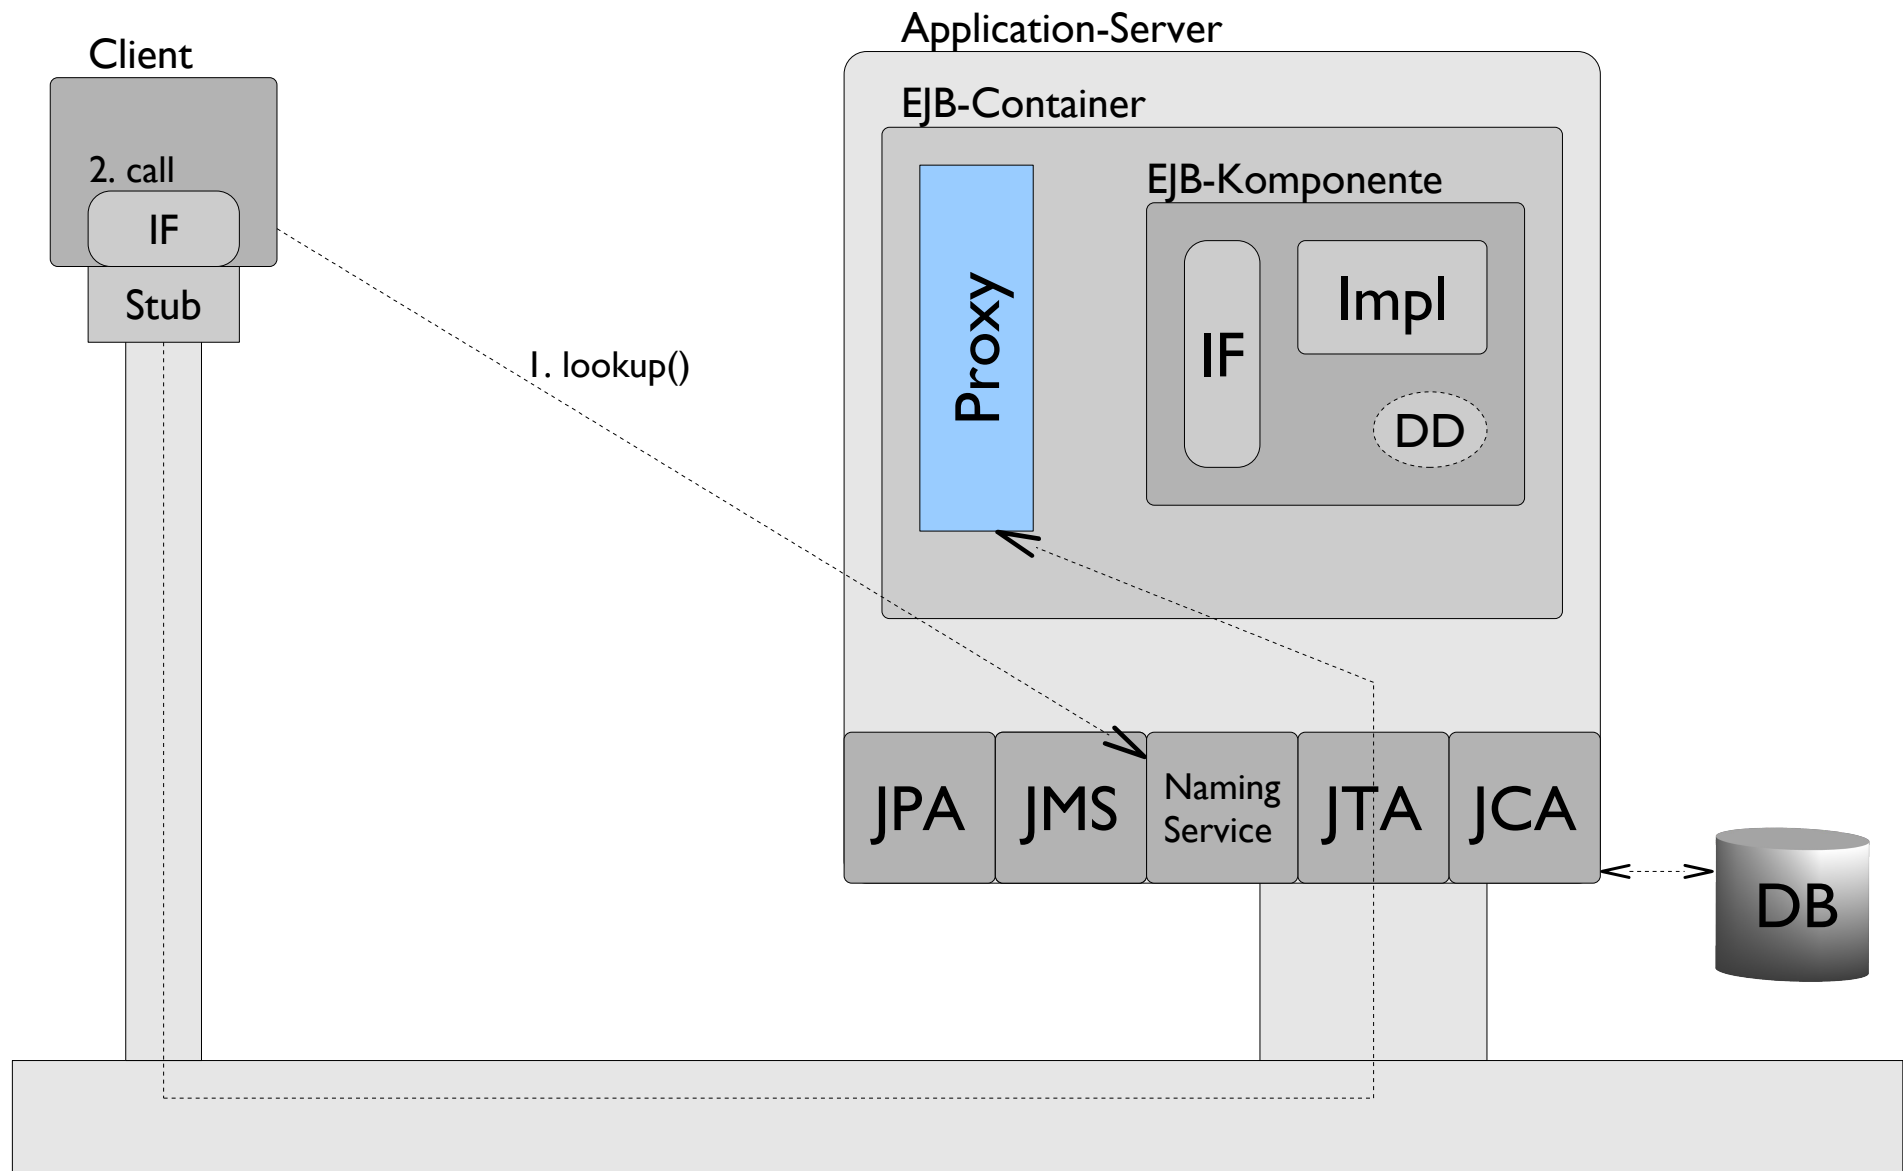 Application-Server
Client
EJB-Container
2. call
EJB-Komponente
IF
Impl
Stub
Proxy
IF
1. lookup()
DD
JPA
JMS
Naming
Service
JTA
JCA
DB